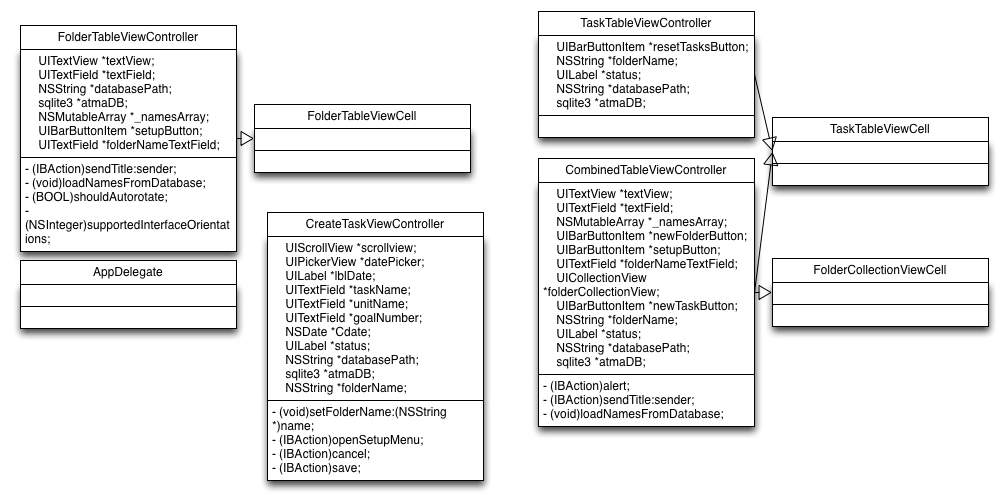 FolderTableViewController
UITextView *textView;
UITextField *textField;
NSString *databasePath;
sqlite3 *atmaDB;
NSMutableArray *_namesArray;
UIBarButtonItem *setupButton;
UITextField *folderNameTextField;
- (IBAction)sendTitle:sender;
- (void)loadNamesFromDatabase;
- (BOOL)shouldAutorotate;
-
(NSInteger)supportedInterfaceOrientat
ions;
AppDelegate
FolderTableViewCell
CreateTaskViewController
UIScrollView *scrollview;
UIPickerView *datePicker;
UILabel *lblDate;
UITextField *taskName;
UITextField *unitName;
UITextField *goalNumber;
NSDate *Cdate;
UILabel *status;
NSString *databasePath;
sqlite3 *atmaDB;
NSString *folderName;
- (void)setFolderName:(NSString
*)name;
- (IBAction)openSetupMenu;
- (IBAction)cancel;
- (IBAction)save;
TaskTableViewController
UIBarButtonItem *resetTasksButton;
NSString *folderName;
UILabel *status;
NSString *databasePath;
sqlite3 *atmaDB;
CombinedTableViewController
UITextView *textView;
UITextField *textField;
NSMutableArray *_namesArray;
UIBarButtonItem *newFolderButton;
UIBarButtonItem *setupButton;
UITextField *folderNameTextField;
UICollectionView
*folderCollectionView;
UIBarButtonItem *newTaskButton;
NSString *folderName;
UILabel *status;
NSString *databasePath;
sqlite3 *atmaDB;
- (IBAction)alert;
- (IBAction)sendTitle:sender;
- (void)loadNamesFromDatabase;
TaskTableViewCell
FolderCollectionViewCell